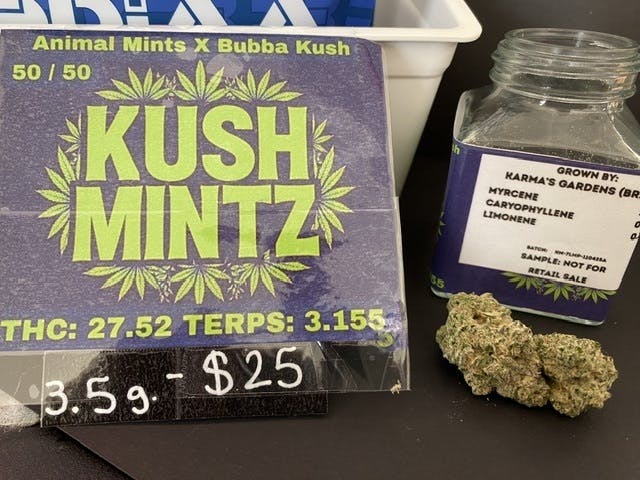 Animal Mints X Bubba Kush
50 / 50
KUSH
MINTZ
THC: 27.52 TERPS: 3.155
3.5g. - $25
GROWN BY:
KARMA'S GARDENS
MYRCENE
CARYOPHYLLENE
LIMONENE
BATCH:
SAMPLE: NOT FOR
RETAIL SALE